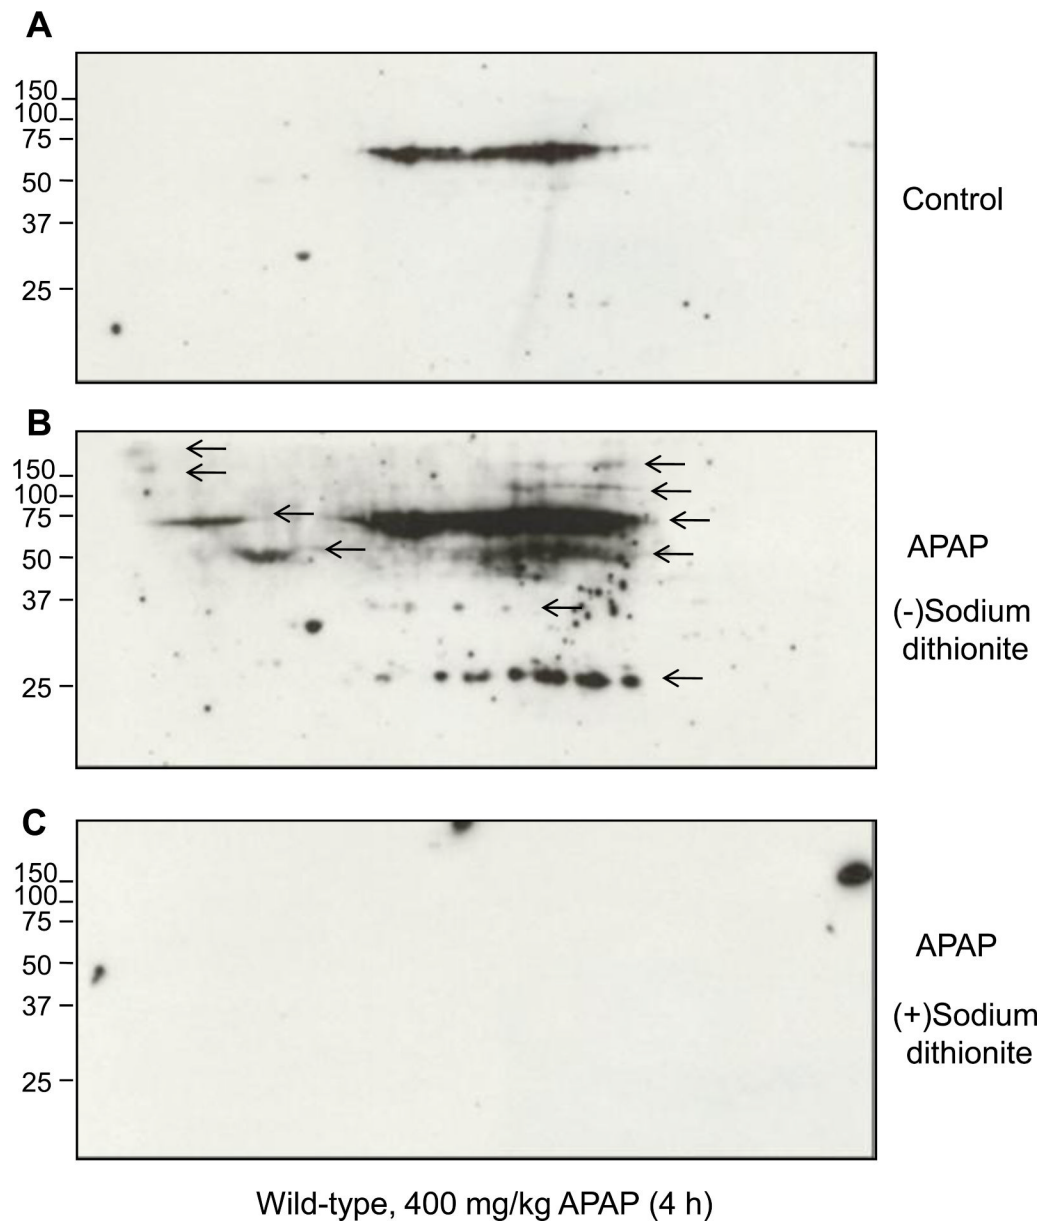 A
150
100
75
50
37
25
Control
B
150
100
75
50
37
25
APAP
(-)Sodium
dithionite
C
150
100
75
50
37
25
APAP
(+)Sodium
dithionite
Wild-type, 400 mg/kg APAP (4 h)